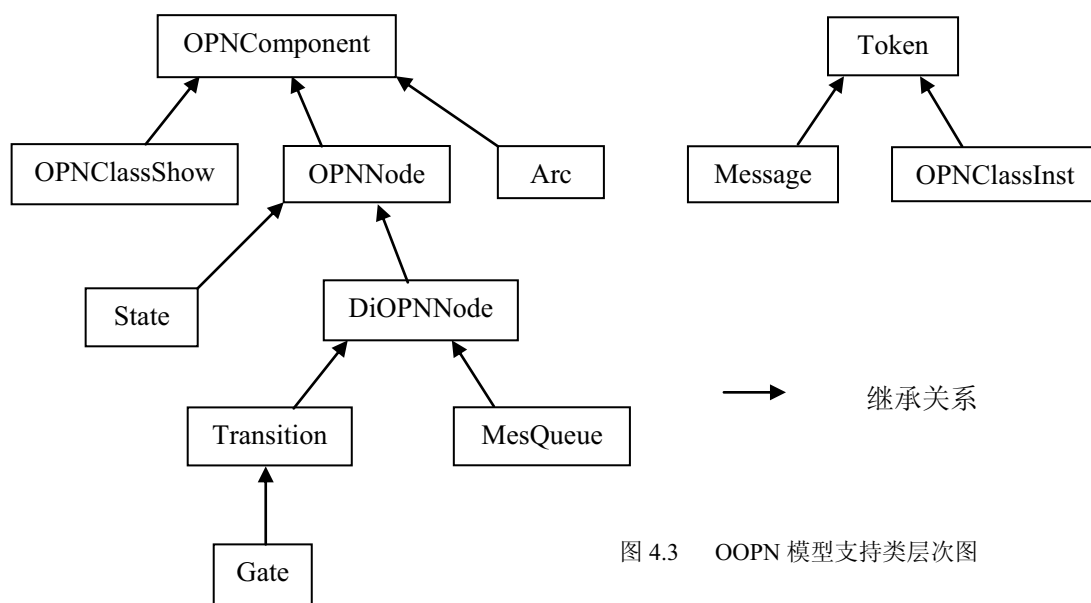 OPNComponent
Token
OPNClassShow
OPNNode
Arc
Message
OPNClassInst
State
DiOPNNode
Transition
MesQueue
继承关系
Gate
图 4.3 OOPN 模型支持类层次图